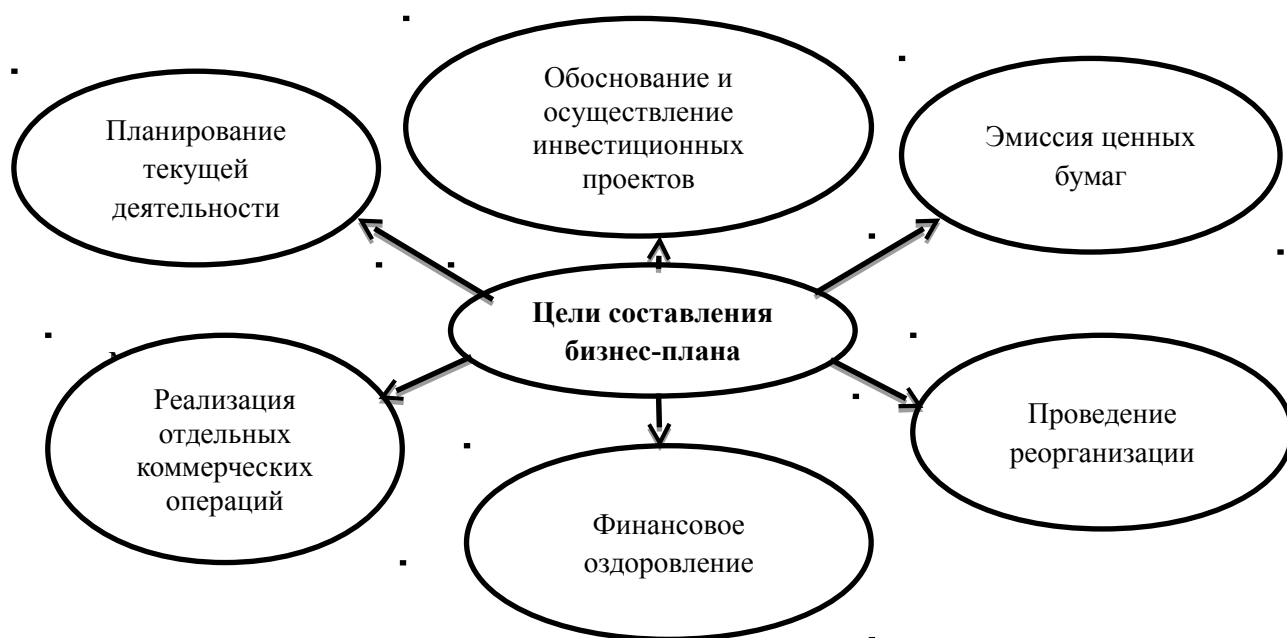 Обоснование и
осуществление
инвестиционных
проектов
Планирование
текущей
деятельности
Эмиссия ценных
бумаг
Цели составления
бизнес-плана
Реализация
отдельных
коммерческих
операций
Проведение
реорганизации
Финансовое
оздоровление